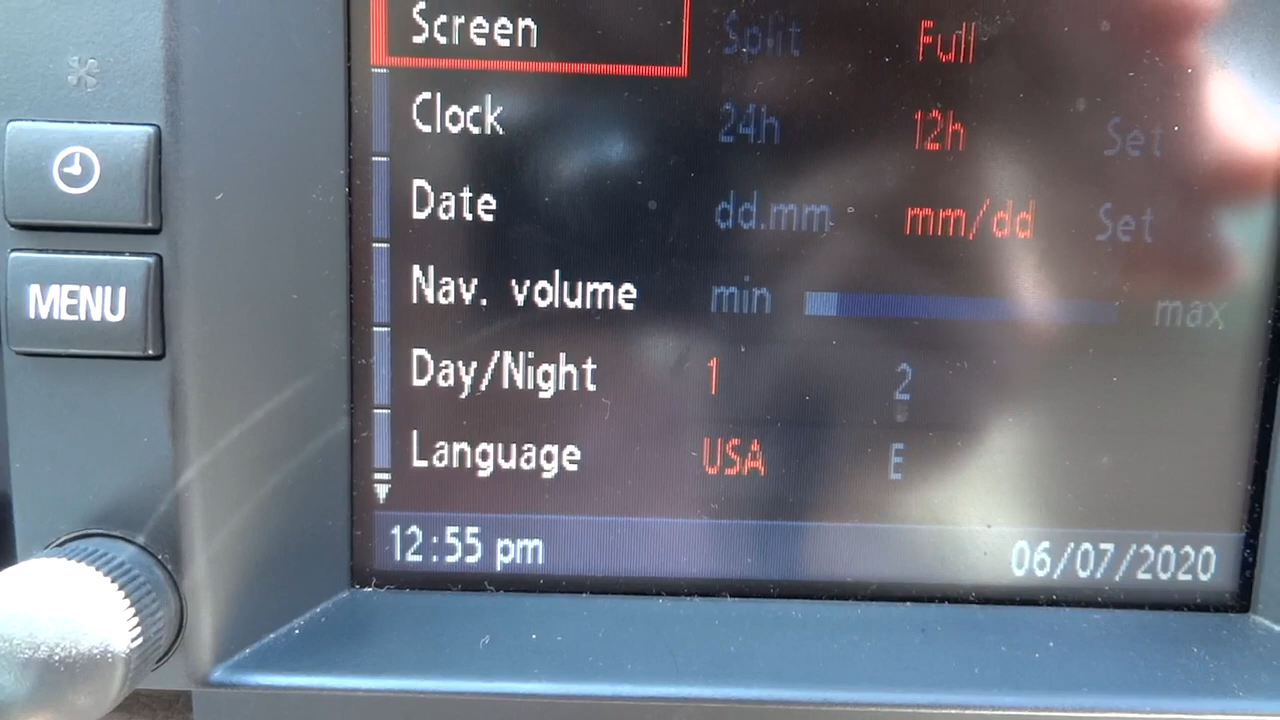 Screen Split Full
Clock 24h 12h Set
Date dd.mm mm/dd Set
MENU
Nav. volume min max
Day/Night 1 2
Language USA E
12:55 pm 06/07/2020